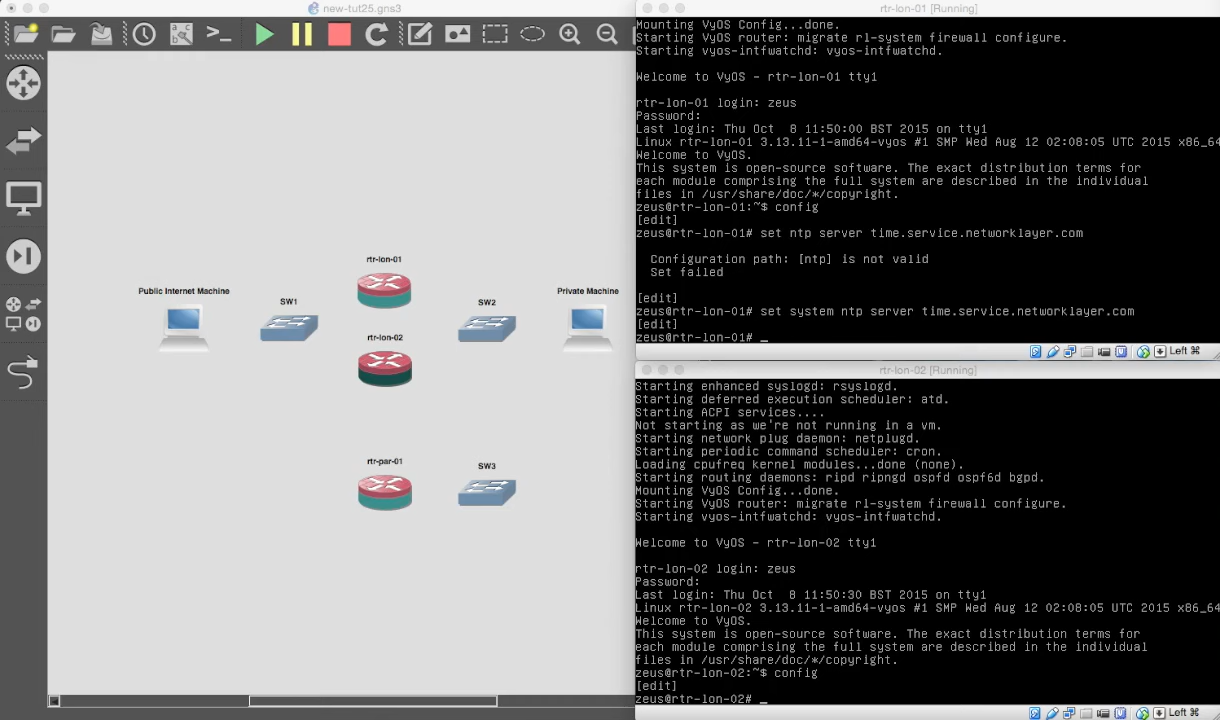 new-tut25.gns3
Public Internet Machine
SW1
rtr-lon-01
rtr-lon-02
SW2
Private Machine
rtr-par-01
SW3
rtr-lon-01 [Running]
Mounting VyOS Config...done.
Starting VyOS router: migrate rl-system firewall configure.
Starting vyos-intfwatchd: vyos-intfwatchd.
Welcome to VyOS - rtr-lon-01 tty1
rtr-lon-01 login: zeus
Password:
Last login: Thu Oct  8 11:50:00 BST 2015 on tty1
Linux rtr-lon-01 3.13.11-1-amd64-vyos #1 SMP Wed Aug 12 02:08:05 UTC 2015 x86_64
Welcome to VyOS.
This system is open-source software. The exact distribution terms for
each module comprising the full system are described in the individual
files in /usr/share/doc/*/copyright.
zeus@rtr-lon-01:~$ config
[edit]
zeus@rtr-lon-01# set ntp server time.service.networklayer.com
Configuration path: [ntp] is not valid
Set failed
[edit]
zeus@rtr-lon-01# set system ntp server time.service.networklayer.com
[edit]
zeus@rtr-lon-01# _
Left ⌘
rtr-lon-02 [Running]
Starting enhanced syslogd: rsyslogd.
Starting deferred execution scheduler: atd.
Starting ACPI services....
Not starting as we're not running in a vm.
Starting network plug daemon: netplugd.
Starting periodic command scheduler: cron.
Loading cpufreq kernel modules...done (none).
Starting routing daemons: ripd ripngd ospfd ospf6d bgpd.
Mounting VyOS Config...done.
Starting VyOS router: migrate rl-system firewall configure.
Starting vyos-intfwatchd: vyos-intfwatchd.
Welcome to VyOS - rtr-lon-02 tty1
rtr-lon-02 login: zeus
Password:
Last login: Thu Oct  8 11:50:30 BST 2015 on tty1
Linux rtr-lon-02 3.13.11-1-amd64-vyos #1 SMP Wed Aug 12 02:08:05 UTC 2015 x86_64
Welcome to VyOS.
This system is open-source software. The exact distribution terms for
each module comprising the full system are described in the individual
files in /usr/share/doc/*/copyright.
zeus@rtr-lon-02:~$ config
[edit]
zeus@rtr-lon-02# _
Left ⌘